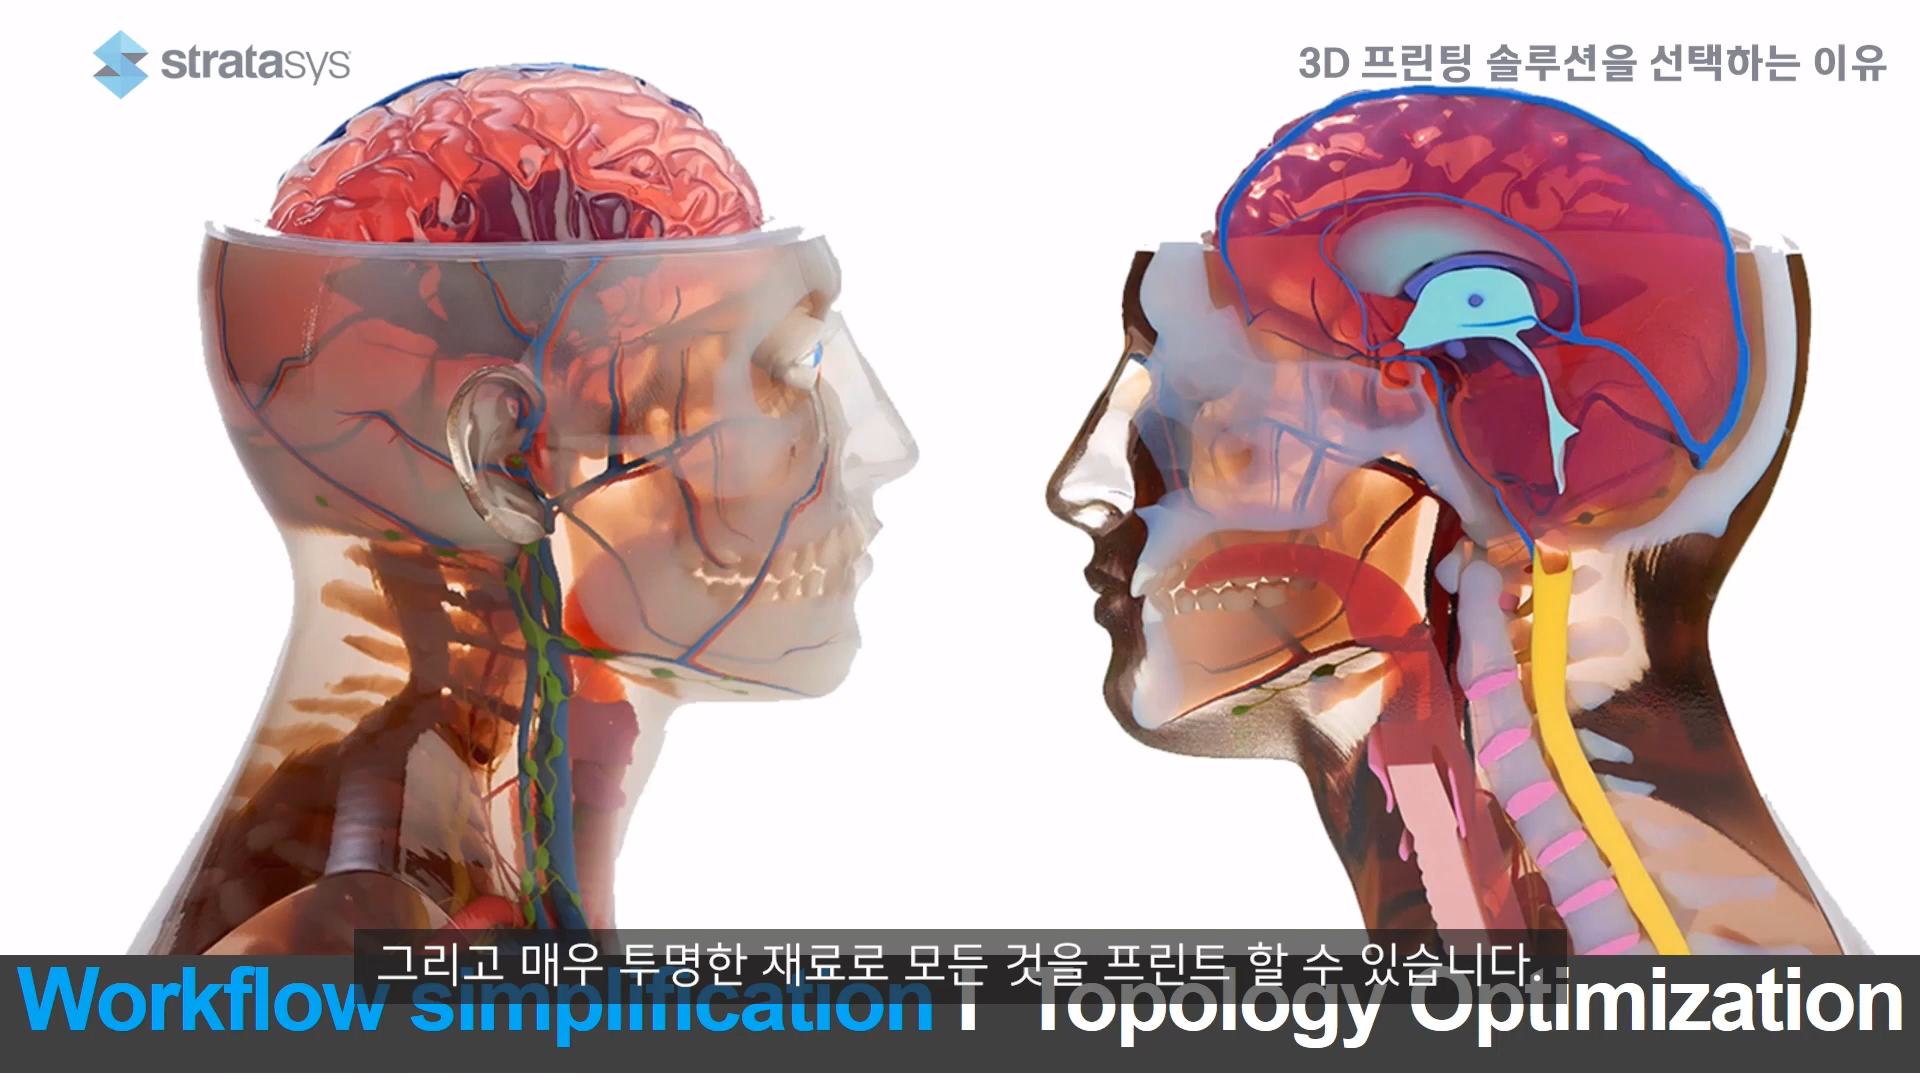 stratasys
3D 프린팅 솔루션을 선택하는 이유
그리고 매우 투명한 재료로 모든 것을 프린트 할 수 있습니다.
Workflow simplification I Topology Optimization